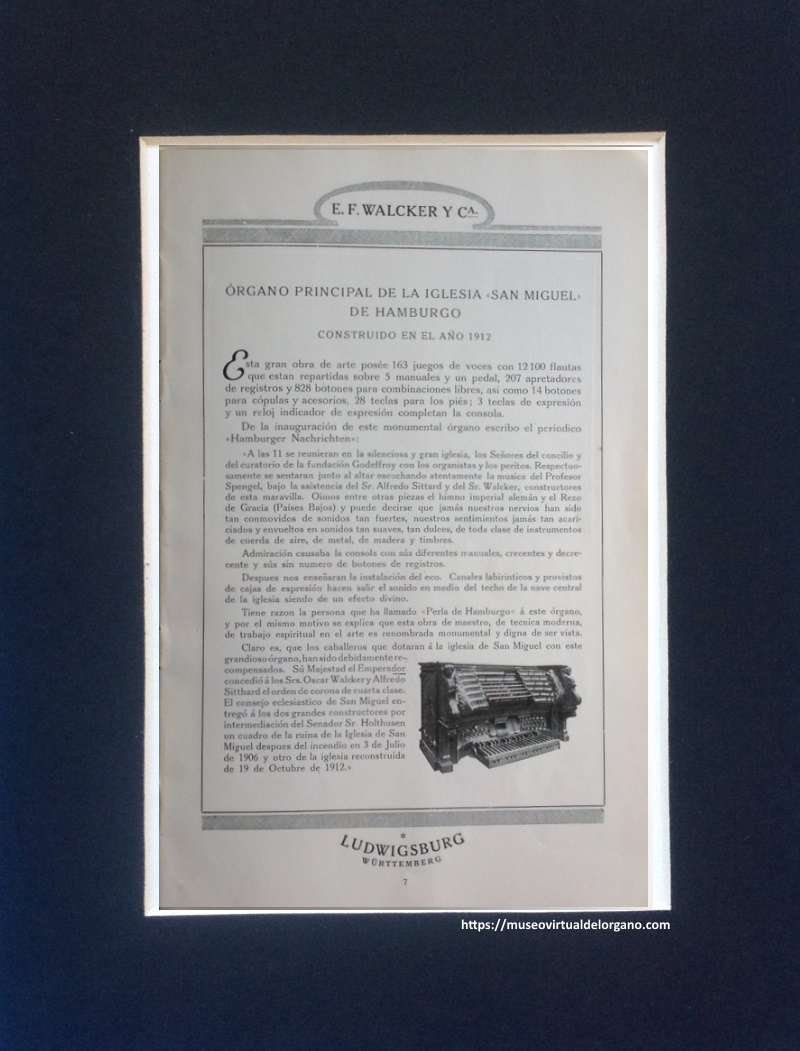 E. F. WALCKER Y CA.
ÓRGANO PRINCIPAL DE LA IGLESIA «SAN MIGUEL»
DE HAMBURGO
CONSTRUIDO EN EL AÑO 1912
Esta gran obra de arte posée 163 juegos de voces con 12100 flautas
que estan repartidas sobre 5 manuales y un pedal, 207 apretadores
de registros y 828 botones para combinaciones libres, así como 14 botones
para cópulas y acesorios, 28 teclas para los piés; 3 teclas de expresión
y un reloj indicador de expresión completan la consola.
De la inauguración de este monumental órgano escribo el periodico
«Hamburger Nachrichten»:
«A las 11 se reunieran en la silenciosa y gran iglesia, los Señores del concilio y
del curatorio de la fundación Godeffroy con los organistas y los peritos. Respectuo-
samente se sentaran junto al altar escuchando atentamente la musica del Profesor
Spengel, bajo la asistencia del Sr. Alfredo Sittard y del Sr. Walcker, constructores
de esta maravilla. Oimos entre otras piezas el himno imperial alemán y el Rezo
de Gracia (Paises Bajos) y puede decirse que jamás nuestros nervios han sido
tan conmovidos de sonidos tan fuertes, nuestros sentimientos jamás tan acari-
ciados y envueltos en sonidos tan suaves, tan dulces, de toda clase de instrumentos
de cuerda de aire, de metal, de madera y timbres.
Admiración causaba la consola con sús diferentes manuales, crecentes y decre-
cente y sús sin numero de botones de registros.
Despues nos enseñaran la instalación del eco. Canales labirinticos y provistos
de cajas de expresión hacen salir el sonido en medio del techo de la nave central
de la iglesia siendo de un efecto divino.
Tiene razon la persona que ha llamado «Perla de Hamburgo» á este órgano,
y por el mismo motivo se explica que esta obra de maestro, de tecnica moderna,
de trabajo espiritual en el arte es renombrada monumental y digna de ser vista.
Claro es, que los caballeros que dotaran á la iglesia de San Miguel con este
grandioso órgano, han sido debidamente re-
compensados. Sú Majestad el Emperador
concedió á los Srs. Oscar Walcker y Alfredo
Sitthard el orden de corona de cuarta clase.
El consejo eclesiastico de San Miguel en-
tregó á los dos grandes constructores por
intermediación del Senador Sr Holthusen
un cuadro de la ruina de la Iglesia de San
Miguel despues del incendio en 3 de Julio
de 1906 y otro de la iglesia reconstruida
de 19 de Octubre de 1912.»
LUDWIGSBURG
WÜRTTEMBERG
7
https://museovirtualdelorgano.com